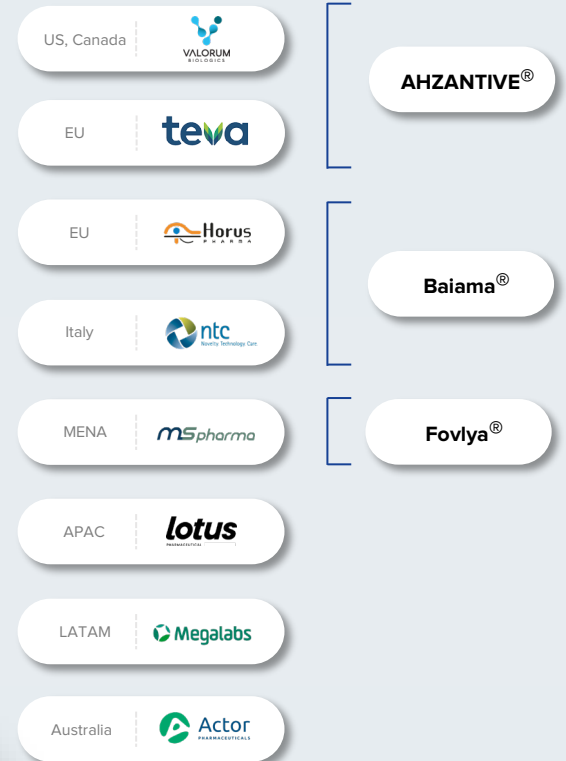 US, Canada
VALORUM
BIOLOGICS
AHZANTIVE®
EU
teva
EU
Horus
PHARMA
Baiama®
Italy
ntc
Novelty Technology Care
MENA
mSpharma
Fovlya®
APAC
lotus
PHARMACEUTICAL
LATAM
Megalabs
Australia
Actor
PHARMACEUTICALS